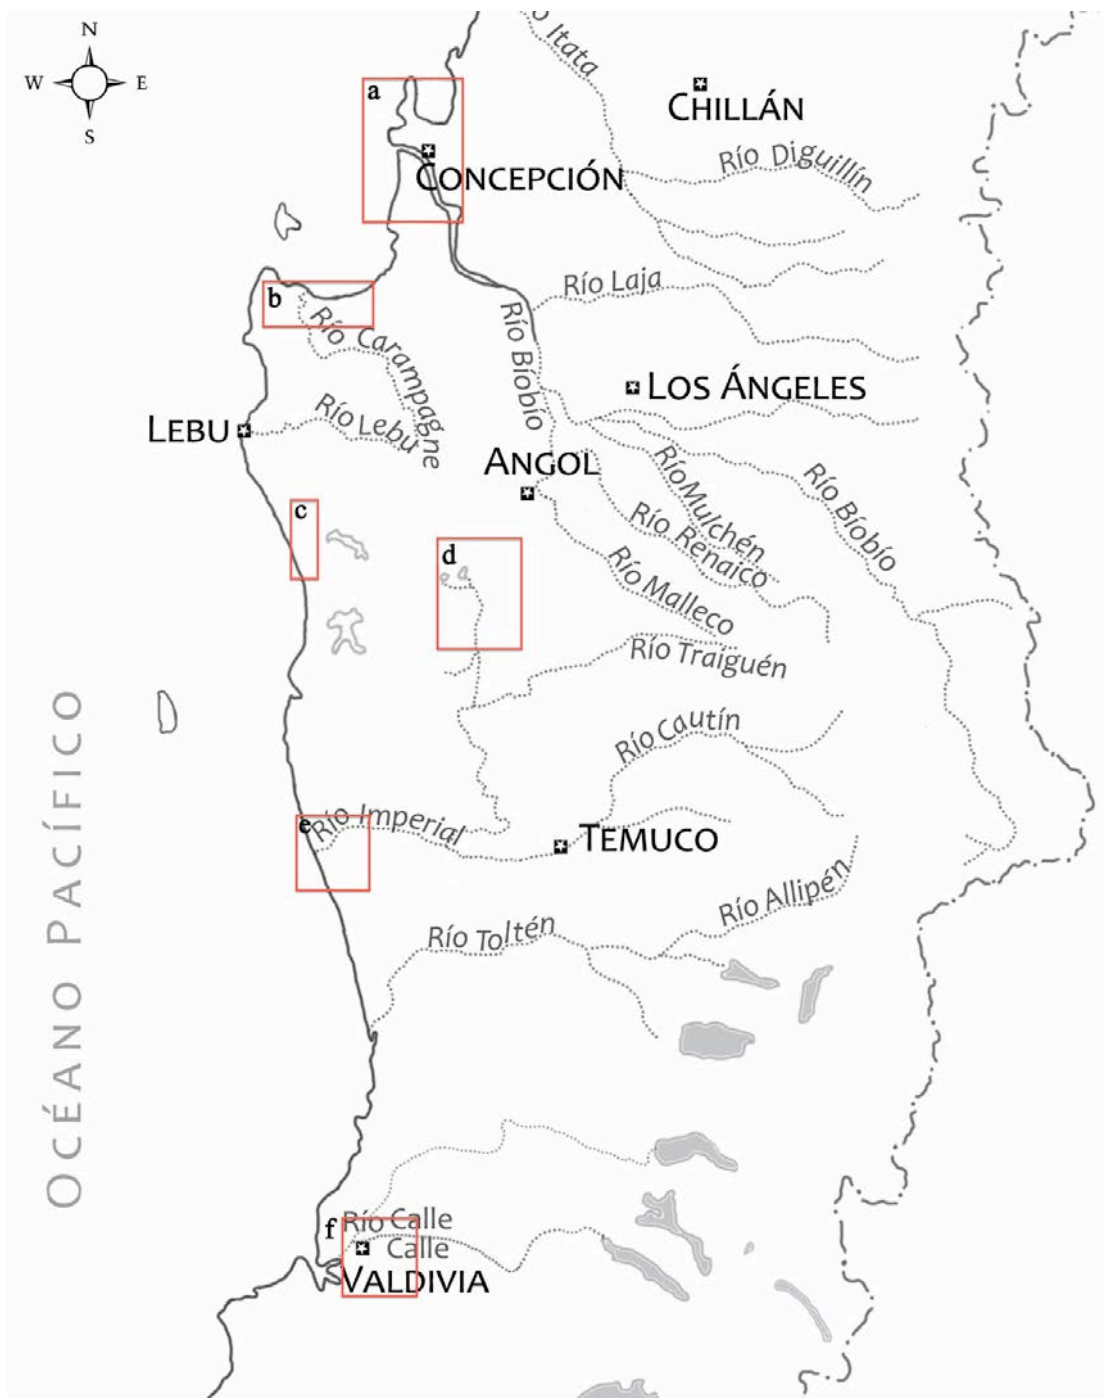 N
W E
S
Río Itata
a
CHILLÁN
Río Diguillín
CONCEPCIÓN
b
Río Laja
Río Carampagne
Río Bíobío
LOS ÁNGELES
LEBU
Río Lebu
ANGOL
Río Mulchén
Río Bíobío
c
Río Renaico
d
Río Malleco
Río Traiguén
OCÉANO PACÍFICO
Río Cautín
e
Río Imperial
TEMUCO
Río Allipén
Río Toltén
f
Río Calle
Calle
VALDIVIA